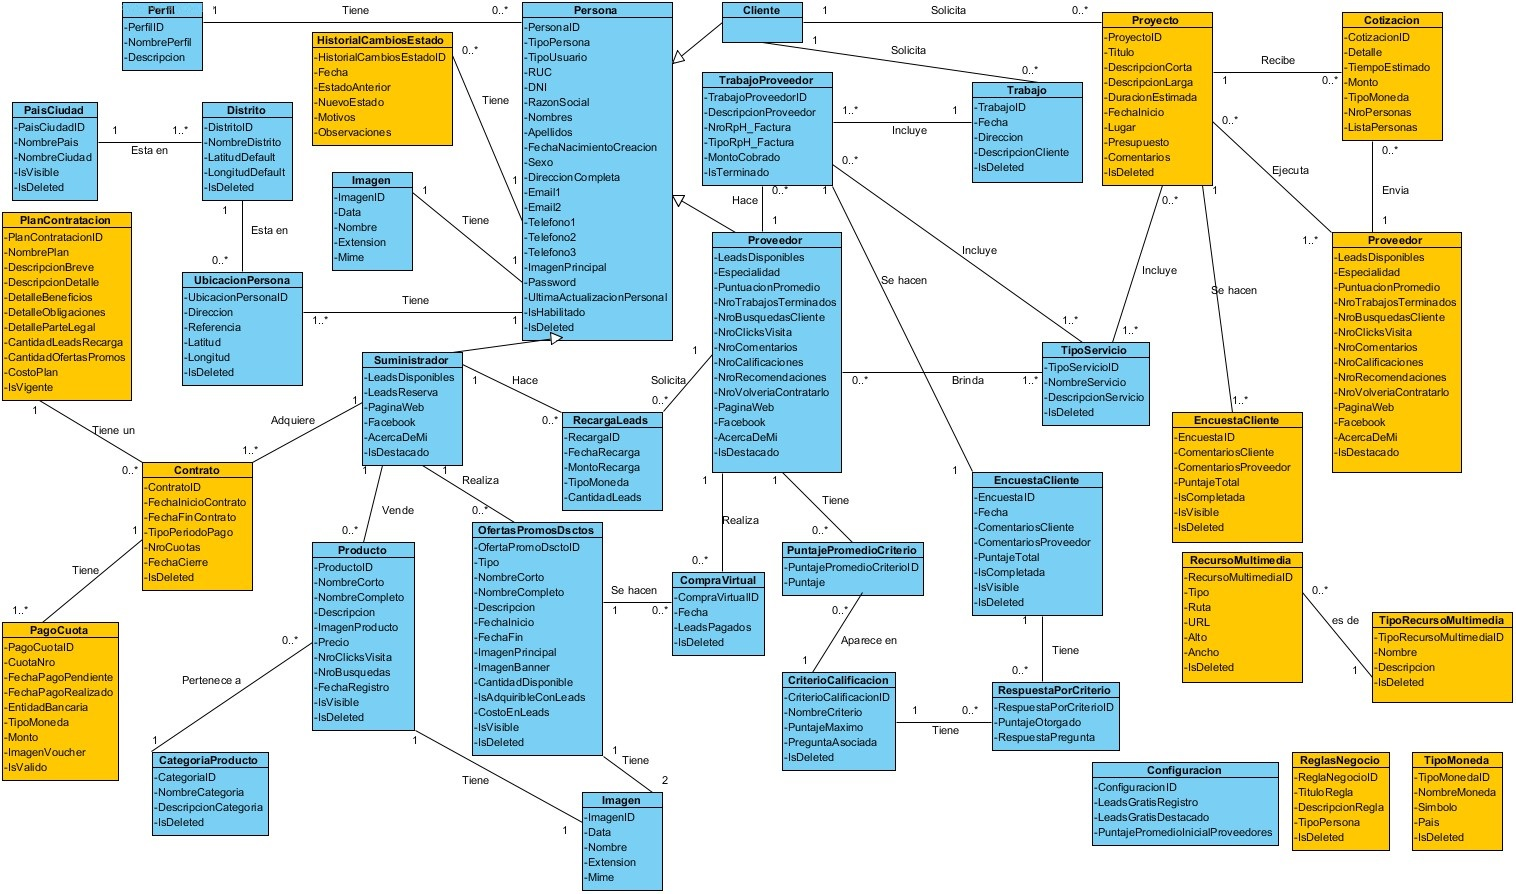 Perfil
-PerfilID
-NombrePerfil
-Descripcion
1
Tiene
0..*
Persona
-PersonaID
-TipoPersona
-TipoUsuario
-RUC
-DNI
-RazonSocial
-Nombres
-Apellidos
-FechaNacimientoCreacion
-Sexo
-DireccionCompleta
-Email1
-Email2
-Telefono1
-Telefono2
-Telefono3
-ImagenPrincipal
-Password
-UltimaActualizacionPersonal
-IsHabilitado
-IsDeleted
HistorialCambiosEstado
-HistorialCambiosEstadoID
-Fecha
-EstadoAnterior
-NuevoEstado
-Motivos
-Observaciones
0..*
Tiene
1
Cliente
1
Solicita
0..*
1
Solicita
0..*
Proyecto
-ProyectoID
-Titulo
-DescripcionCorta
-DescripcionLarga
-DuracionEstimada
-FechaInicio
-Lugar
-Presupuesto
-Comentarios
-IsDeleted
Recibe
1
0..*
Cotizacion
-CotizacionID
-Detalle
-TiempoEstimado
-Monto
-TipoMoneda
-NroPersonas
-ListaPersonas
0..*
Envia
1
0..*
Ejecuta
1..*
TrabajoProveedor
-TrabajoProveedorID
-DescripcionProveedor
-NroRpH_Factura
-TipoRpH_Factura
-MontoCobrado
-IsTerminado
1..*
1
Incluye
Trabajo
-TrabajoID
-Fecha
-Direccion
-DescripcionCliente
-IsDeleted
PaisCiudad
-PaisCiudadID
-NombrePais
-NombreCiudad
-IsVisible
-IsDeleted
1
1..*
Esta en
Distrito
-DistritoID
-NombreDistrito
-LatitudDefault
-LongitudDefault
-IsDeleted
1
Esta en
0..*
Imagen
-ImagenID
-Data
-Nombre
-Extension
-Mime
1
Tiene
1
UbicacionPersona
-UbicacionPersonaID
-Direccion
-Referencia
-Latitud
-Longitud
-IsDeleted
Tiene
1..*
1
PlanContratacion
-PlanContratacionID
-NombrePlan
-DescripcionBreve
-DescripcionDetalle
-DetalleBeneficios
-DetalleObligaciones
-DetalleParteLegal
-CantidadLeadsRecarga
-CantidadOfertasPromos
-CostoPlan
-IsVigente
1
Tiene un
0..*
0..*
Hace
1
0..*
Incluye
1..*
1
Se hacen
1
0..*
Incluye
1..*
1
Se hacen
1..*
Proveedor
-LeadsDisponibles
-Especialidad
-PuntuacionPromedio
-NroTrabajosTerminados
-NroBusquedasCliente
-NroClicksVisita
-NroComentarios
-NroCalificaciones
-NroRecomendaciones
-NroVolveriaContratarlo
-PaginaWeb
-Facebook
-AcercaDeMi
-IsDestacado
Proveedor
-LeadsDisponibles
-Especialidad
-PuntuacionPromedio
-NroTrabajosTerminados
-NroBusquedasCliente
-NroClicksVisita
-NroComentarios
-NroCalificaciones
-NroRecomendaciones
-NroVolveriaContratarlo
-PaginaWeb
-Facebook
-AcercaDeMi
-IsDestacado
TipoServicio
-TipoServicioID
-NombreServicio
-DescripcionServicio
-IsDeleted
0..*
Brinda
1..*
Suministrador
-LeadsDisponibles
-LeadsReserva
-PaginaWeb
-Facebook
-AcercaDeMi
-IsDestacado
1
Hace
0..*
1
Solicita
0..*
RecargaLeads
-RecargaID
-FechaRecarga
-MontoRecarga
-TipoMoneda
-CantidadLeads
1
Adquiere
1..*
Contrato
-ContratoID
-FechaInicioContrato
-FechaFinContrato
-TipoPeriodoPago
-NroCuotas
-FechaCierre
-IsDeleted
1
Tiene
1..*
PagoCuota
-PagoCuotaID
-CuotaNro
-FechaPagoPendiente
-FechaPagoRealizado
-EntidadBancaria
-TipoMoneda
-Monto
-ImagenVoucher
-IsValido
1
Vende
0..*
1
Realiza
0..*
Producto
-ProductoID
-NombreCorto
-NombreCompleto
-Descripcion
-ImagenProducto
-Precio
-NroClicksVisita
-NroBusquedas
-FechaRegistro
-IsVisible
-IsDeleted
0..*
Pertenece a
1
CategoriaProducto
-CategoriaID
-NombreCategoria
-DescripcionCategoria
-IsDeleted
OfertasPromosDsctos
-OfertaPromoDsctoID
-Tipo
-NombreCorto
-NombreCompleto
-Descripcion
-FechaInicio
-FechaFin
-ImagenPrincipal
-ImagenBanner
-CantidadDisponible
-IsAdquiribleConLeads
-CostoEnLeads
-IsVisible
-IsDeleted
Se hacen
1
0..*
1
Realiza
0..*
CompraVirtual
-CompraVirtualID
-Fecha
-LeadsPagados
-IsDeleted
1
Tiene
0..*
PuntajePromedioCriterio
-PuntajePromedioCriterioID
-Puntaje
0..*
Aparece en
1
CriterioCalificacion
-CriterioCalificacionID
-NombreCriterio
-PuntajeMaximo
-PreguntaAsociada
-IsDeleted
1
0..*
Tiene
EncuestaCliente
-EncuestaID
-Fecha
-ComentariosCliente
-ComentariosProveedor
-PuntajeTotal
-IsCompletada
-IsVisible
-IsDeleted
1
Tiene
0..*
RespuestaPorCriterio
-RespuestaPorCriterioID
-PuntajeOtorgado
-RespuestaPregunta
EncuestaCliente
-EncuestaID
-ComentariosCliente
-ComentariosProveedor
-PuntajeTotal
-IsCompletada
-IsVisible
-IsDeleted
RecursoMultimedia
-RecursoMultimediaID
-Tipo
-Ruta
-URL
-Alto
-Ancho
-IsDeleted
0..*
es de
1
TipoRecursoMultimedia
-TipoRecursoMultimediaID
-Nombre
-Descripcion
-IsDeleted
1
Tiene
1
1
Tiene
2
Imagen
-ImagenID
-Data
-Nombre
-Extension
-Mime
Configuracion
-ConfiguracionID
-LeadsGratisRegistro
-LeadsGratisDestacado
-PuntajePromedioInicialProveedores
ReglasNegocio
-ReglaNegocioID
-TituloRegla
-DescripcionRegla
-TipoPersona
-IsDeleted
TipoMoneda
-TipoMonedaID
-NombreMoneda
-Simbolo
-Pais
-IsDeleted